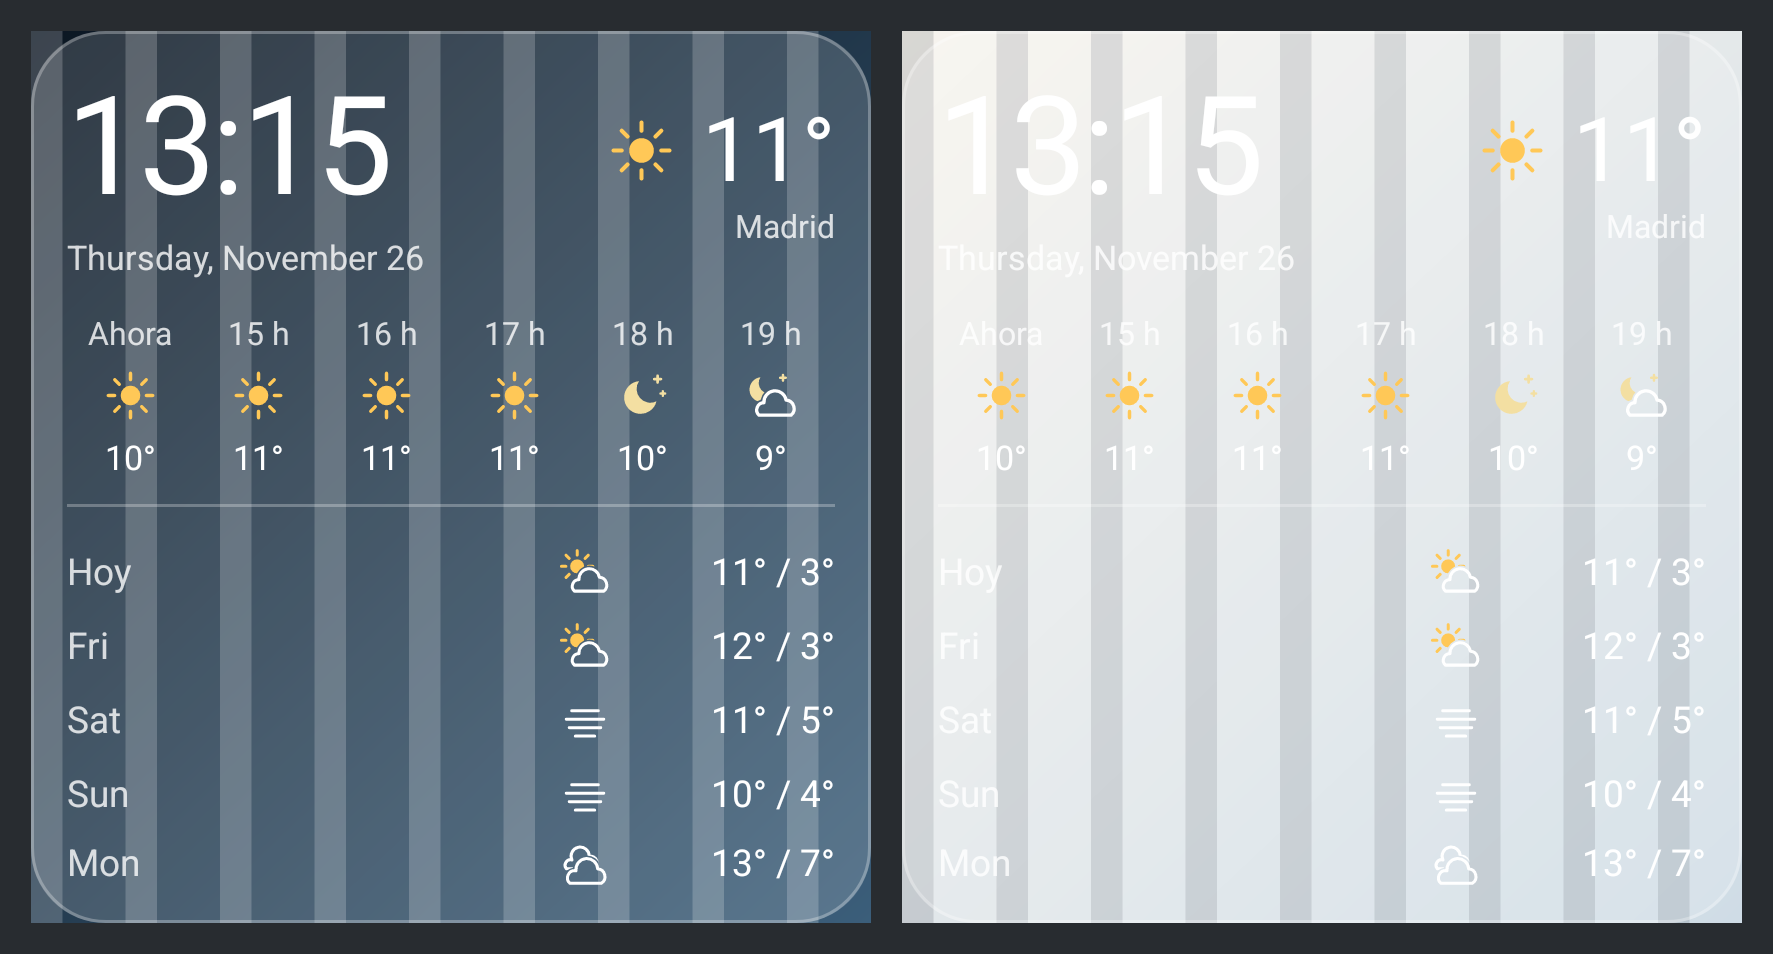 13:15
11°
Madrid
Thursday, November 26
Ahora 15 h 16 h 17 h 18 h 19 h
10° 11° 11° 11° 10° 9°
Hoy 11° / 3°
Fri 12° / 3°
Sat 11° / 5°
Sun 10° / 4°
Mon 13° / 7°
13:15
11°
Madrid
Thursday, November 26
Ahora 15 h 16 h 17 h 18 h 19 h
10° 11° 11° 11° 10° 9°
Hoy 11° / 3°
Fri 12° / 3°
Sat 11° / 5°
Sun 10° / 4°
Mon 13° / 7°